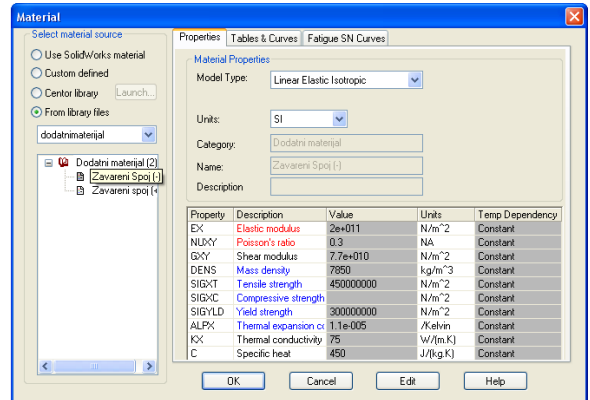 Material
Select material source
Use SolidWorks material
Custom defined
Centor library Launch...
From library files
dodatnimaterijal
Dodatni materijal (2)
Zavareni Spoj (-)
Zavareni spoj (+
Properties Tables & Curves Fatigue SN Curves
Material Properties
Model Type: Linear Elastic Isotropic
Units: SI
Category: Dodatni materijal
Name: Zavareni Spoj (-)
Description
Property Description Value Units Temp Dependency
EX Elastic modulus 2e+011 N/m^2 Constant
NUXY Poisson's ratio 0.3 NA Constant
GXY Shear modulus 7.7e+010 N/m^2 Constant
DENS Mass density 7850 kg/m^3 Constant
SIGXT Tensile strength 450000000 N/m^2 Constant
SIGXC Compressive strength N/m^2 Constant
SIGYLD Yield strength 300000000 N/m^2 Constant
ALPX Thermal expansion co 1.1e-005 /Kelvin Constant
KX Thermal conductivity 75 W/(m.K) Constant
C Specific heat 450 J/(kg.K) Constant
OK Cancel Edit Help